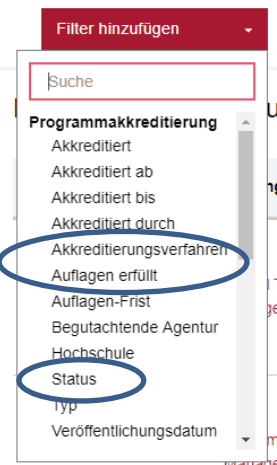 Filter hinzufügen
Suche
Programmakkreditierung
Akkreditiert
Akkreditiert ab
Akkreditiert bis
Akkreditiert durch
Akkreditierungsverfahren
Auflagen erfüllt
Auflagen-Frist
Begutachtende Agentur
Hochschule
Status
Typ
Veröffentlichungsdatum